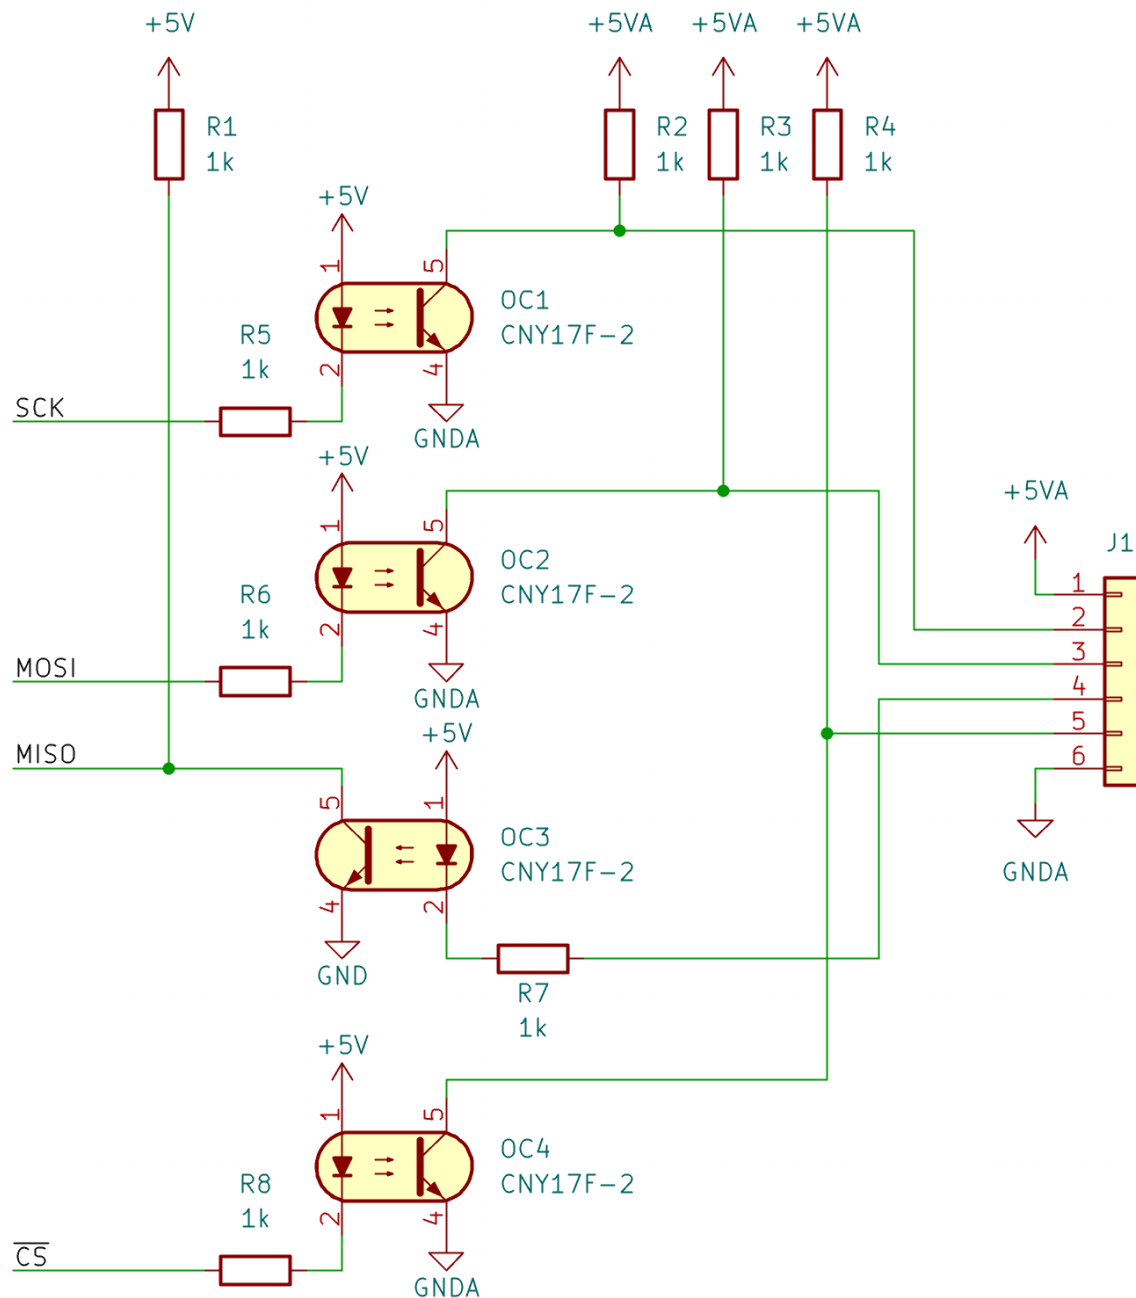 +5V +5VA +5VA +5VA
R1 R2 R3 R4
1k 1k 1k 1k
+5V
1 5
OC1
CNY17F-2
R5
1k
2 4
SCK
GNDA
+5V
1 5
+5VA
J1
OC2
CNY17F-2
1
R6
1k
2
2 4
3
MOSI
GNDA
4
+5V
5
MISO
6
5 1
OC3
CNY17F-2
GNDA
4 2
GND
R7
1k
+5V
1 5
OC4
CNY17F-2
R8
1k
2 4
CS
GNDA